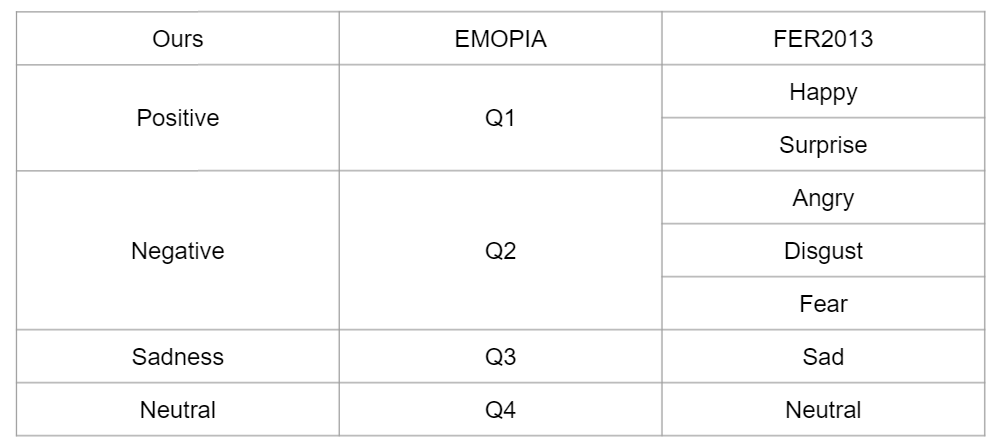 Ours EMOPIA FER2013
Positive Q1 Happy
Surprise
Negative Q2 Angry
Disgust
Fear
Sadness Q3 Sad
Neutral Q4 Neutral